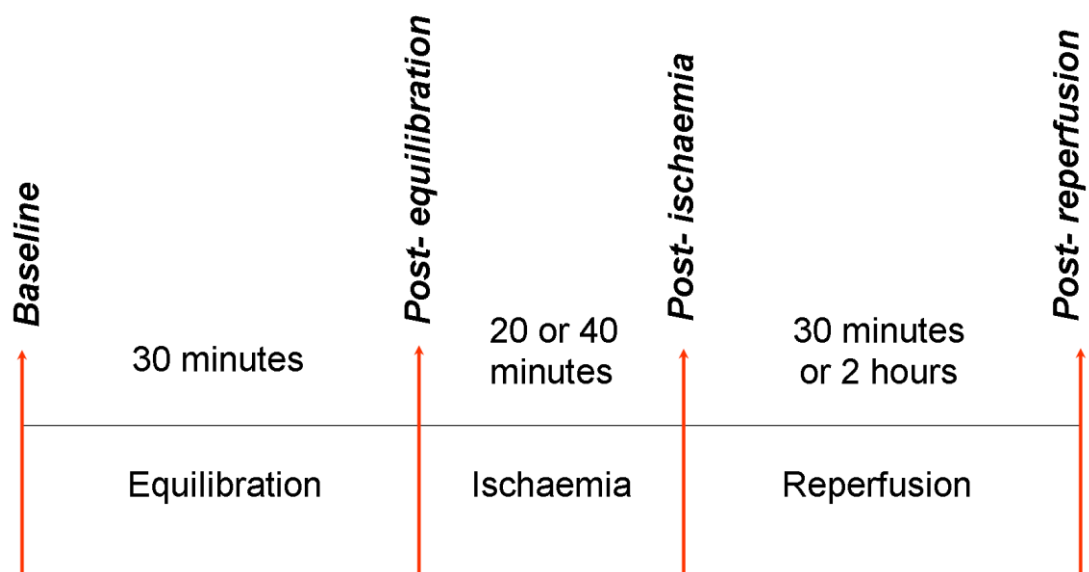 Baseline
Post- equilibration
Post- ischaemia
Post- reperfusion
30 minutes
20 or 40
minutes
30 minutes
or 2 hours
Equilibration
Ischaemia
Reperfusion